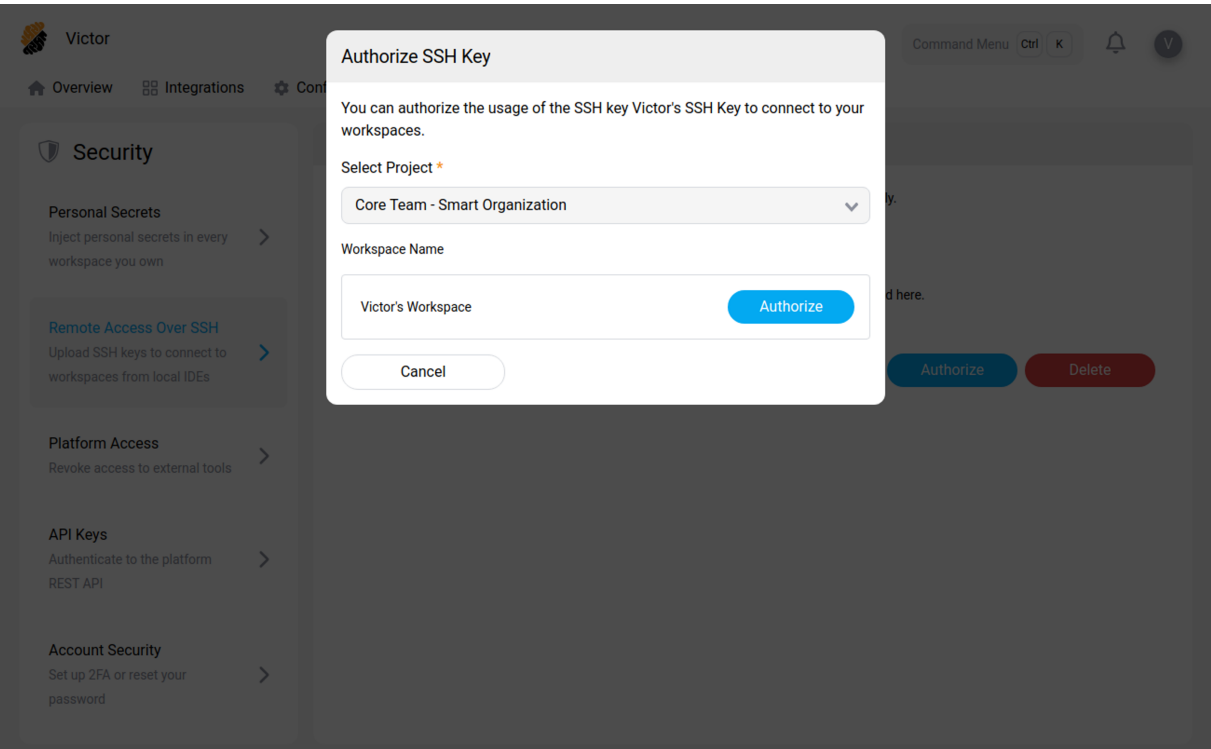 Victor
Command Menu Ctrl K
V
Overview
Integrations
Conf
Security
Personal Secrets
Inject personal secrets in every
workspace you own
Remote Access Over SSH
Upload SSH keys to connect to
workspaces from local IDEs
Platform Access
Revoke access to external tools
API Keys
Authenticate to the platform
REST API
Account Security
Set up 2FA or reset your
password
Authorize SSH Key
You can authorize the usage of the SSH key Victor's SSH Key to connect to your
workspaces.
Select Project *
Core Team - Smart Organization
Workspace Name
Victor's Workspace
Authorize
Cancel
ly.
d here.
Authorize
Delete